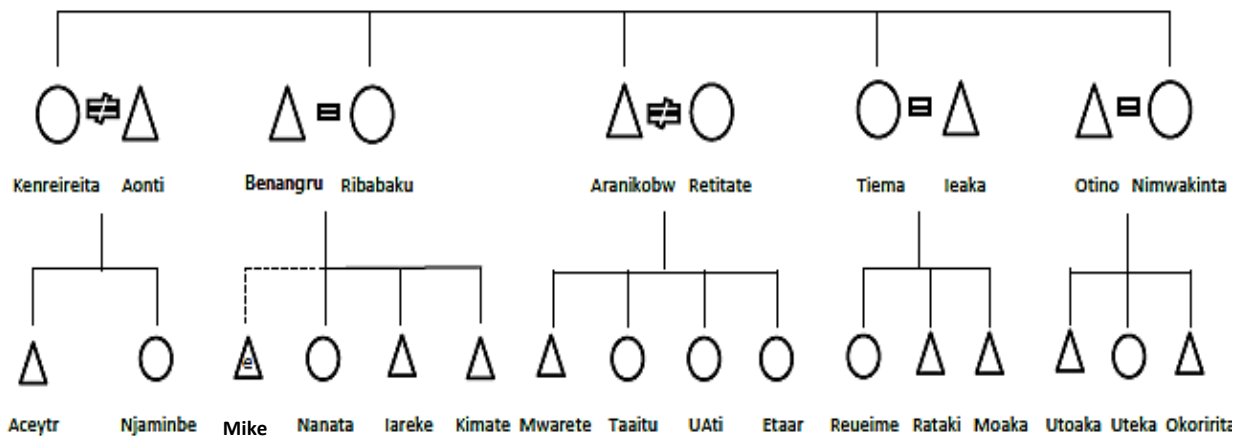 Kenreireita Aonti Benangru Ribabaku Aranikobw Retitate Tiema Ieaka Otino Nimwakinta
Aceytr Njaminbe Mike Nanata Iareke Kimate Mwarete Taaitu UAti Etaar Reueime Rataki Moaka Utoaka Uteka Okoririta